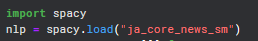 import spacy
nlp = spacy.load("ja_core_news_sm")